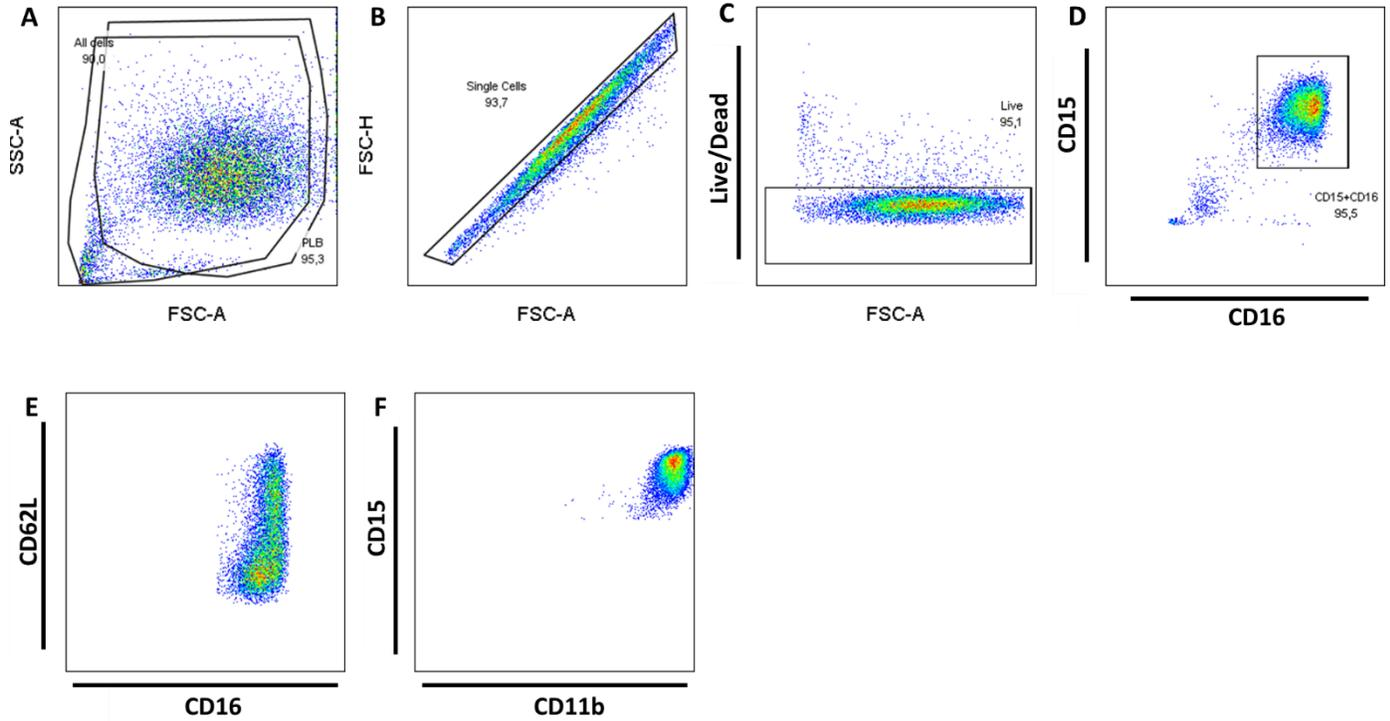 A
All cells
90,0
PLB
95,3
SSC-A
FSC-A
B
Single Cells
93,7
FSC-H
FSC-A
C
Live
95,1
Live/Dead
FSC-A
D
CD15+CD16
95,5
CD15
CD16
E
CD62L
CD16
F
CD15
CD11b